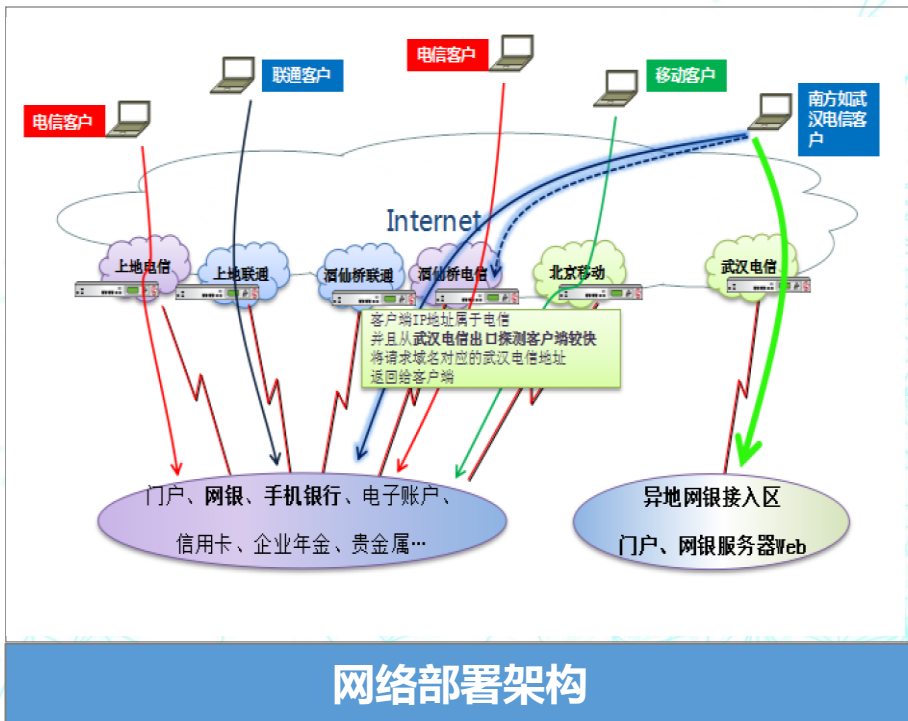 电信客户
联通客户
移动客户
南方如武
汉电信客
户
电信客户
Internet
上地电信
上地联通
酒仙桥联通
酒仙桥电信
北京移动
武汉电信
客户端IP地址属于电信
并且从武汉电信出口探测客户端较快
将请求域名对应的武汉电信地址
返回给客户端
门户、网银、手机银行、电子账户、
信用卡、企业年金、贵金属…
异地网银接入区
门户、网银服务器Web
网络部署架构